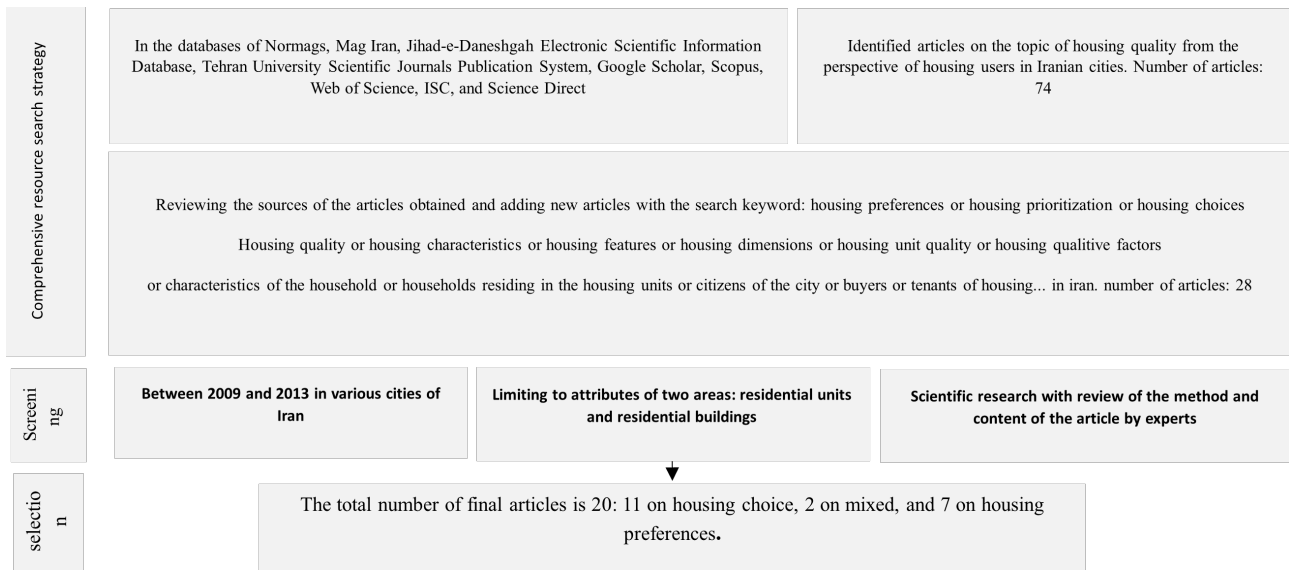 Comprehensive resource search strategy
In the databases of Normags, Mag Iran, Jihad-e-Daneshgah Electronic Scientific Information
Database, Tehran University Scientific Journals Publication System, Google Scholar, Scopus,
Web of Science, ISC, and Science Direct
Identified articles on the topic of housing quality from the
perspective of housing users in Iranian cities. Number of articles:
74
Reviewing the sources of the articles obtained and adding new articles with the search keyword: housing preferences or housing prioritization or housing choices
Housing quality or housing characteristics or housing features or housing dimensions or housing unit quality or housing qualitive factors
or characteristics of the household or households residing in the housing units or citizens of the city or buyers or tenants of housing... in iran. number of articles: 28
Screeni
ng
Between 2009 and 2013 in various cities of
Iran
Limiting to attributes of two areas: residential units
and residential buildings
Scientific research with review of the method and
content of the article by experts
selectio
n
The total number of final articles is 20: 11 on housing choice, 2 on mixed, and 7 on housing
preferences.